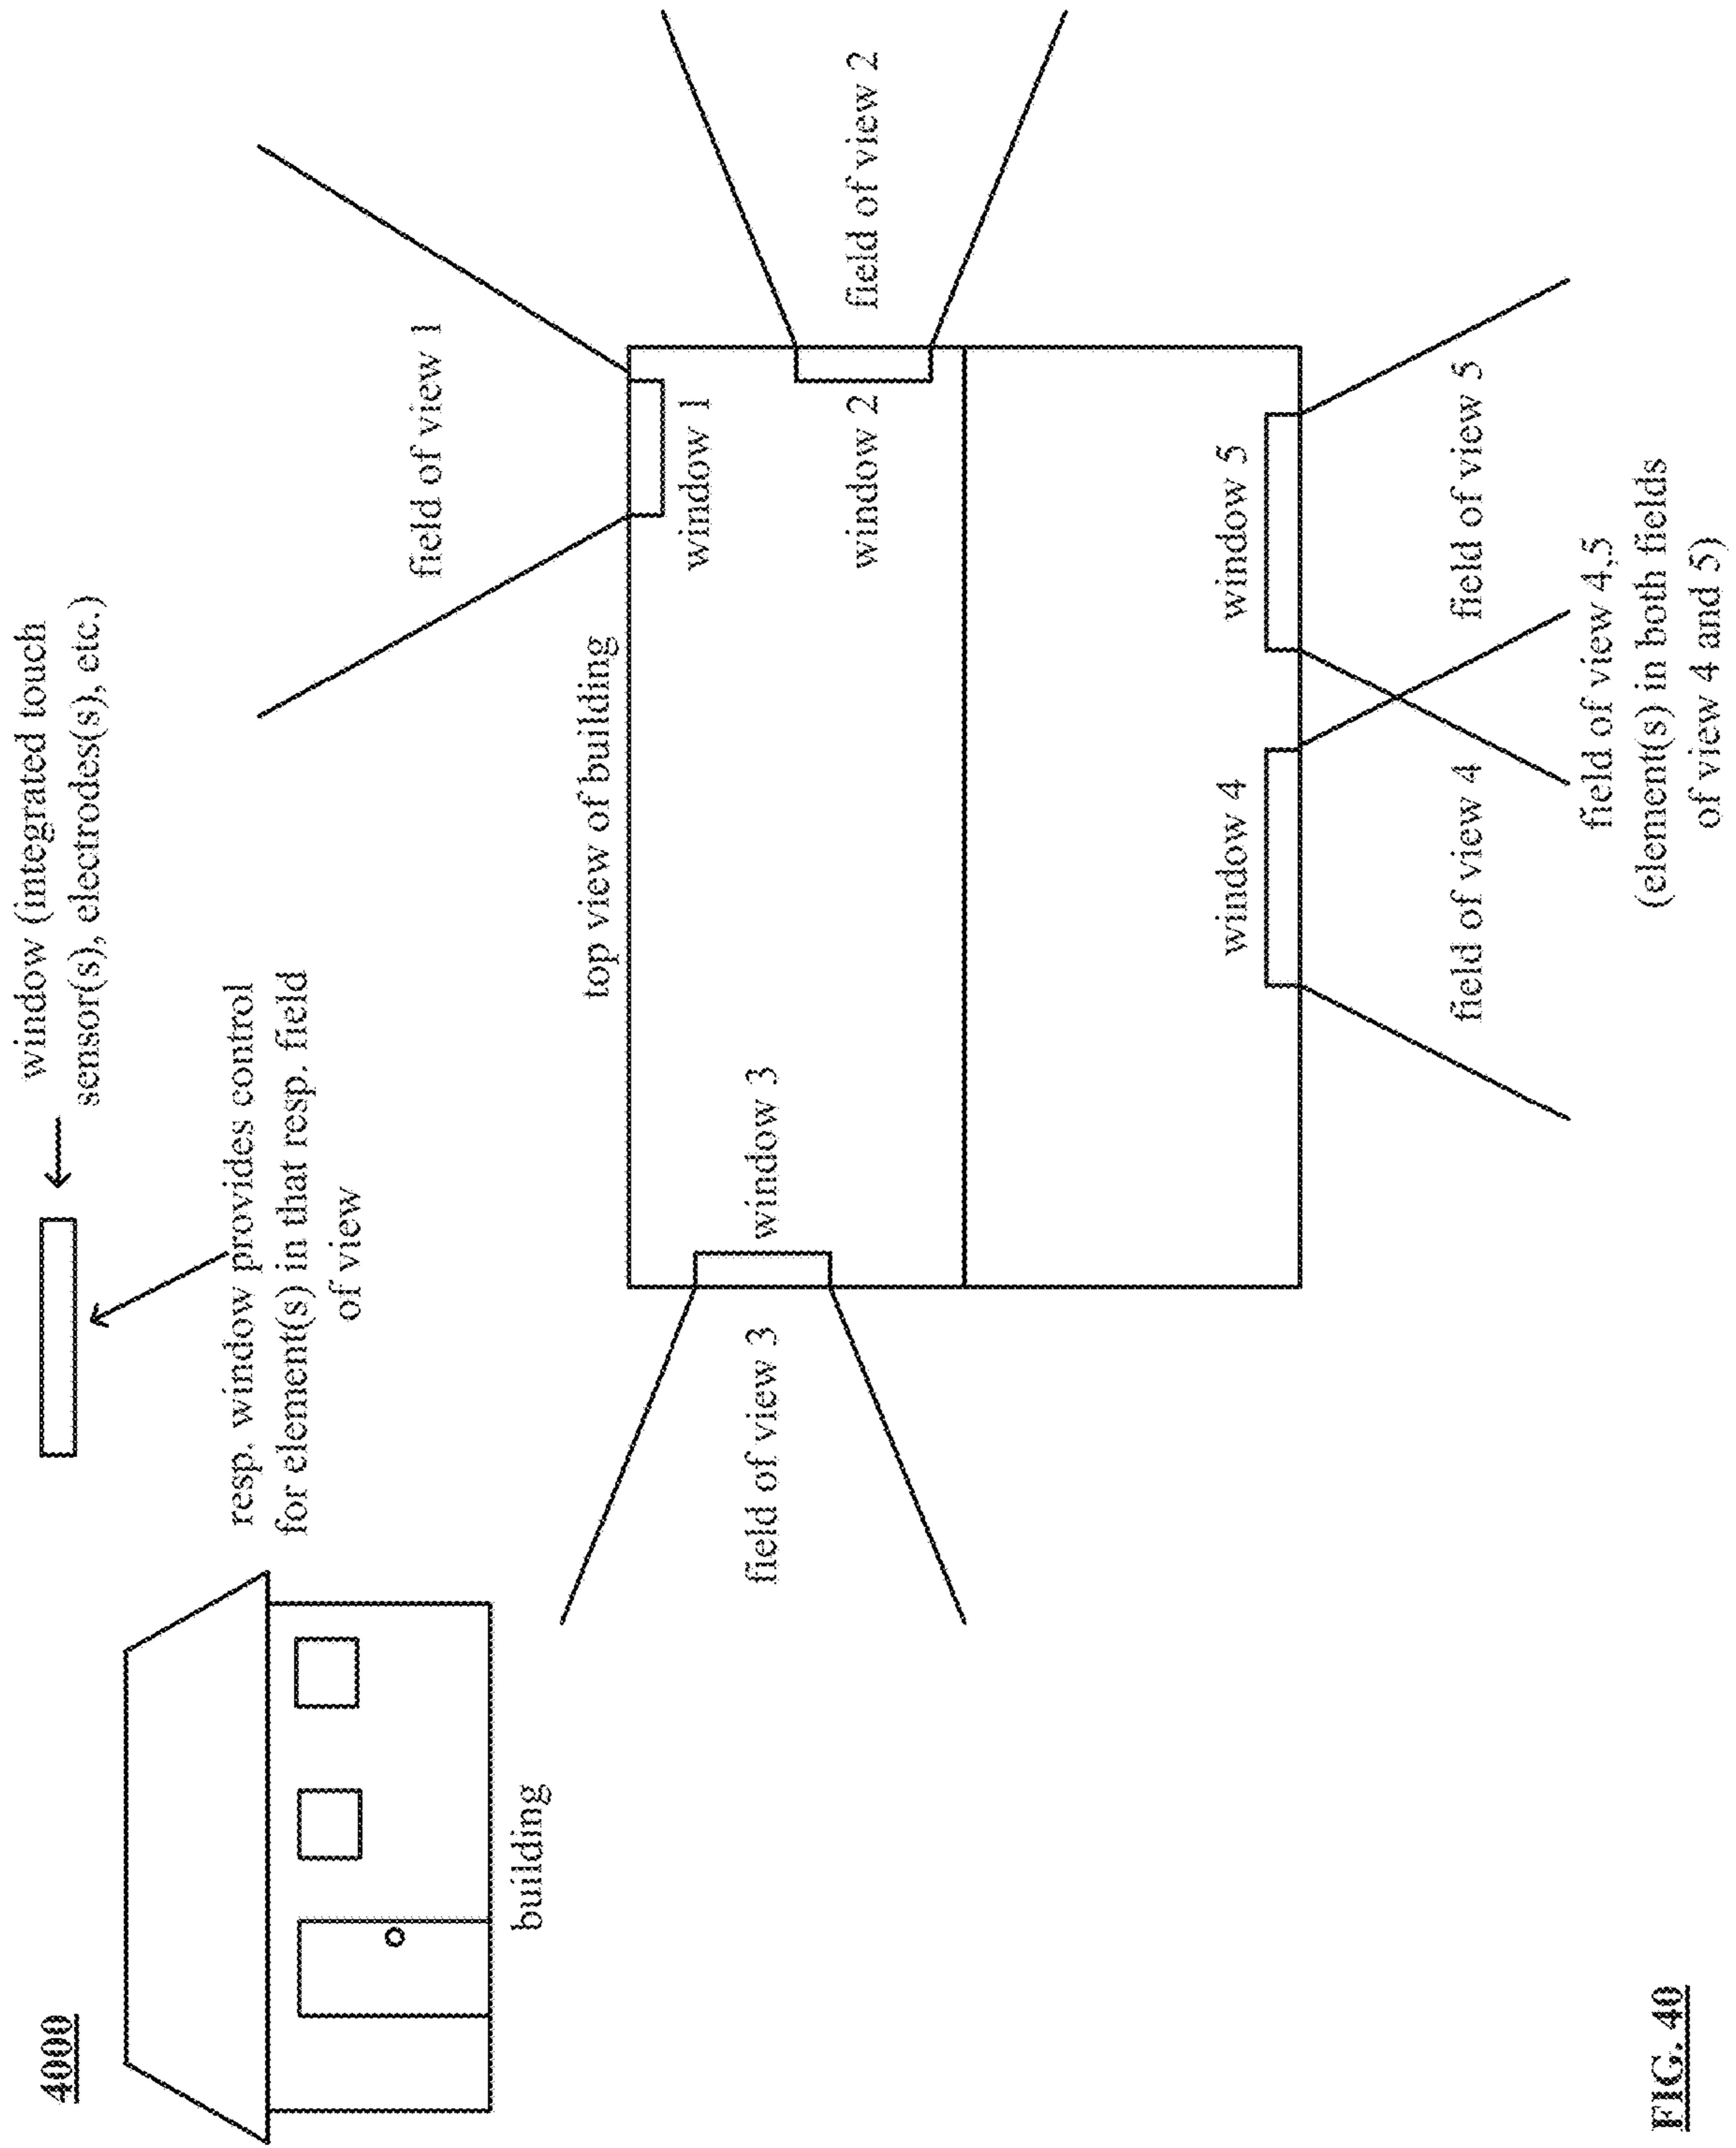 4000
window (integrated touch
sensor(s), electrodes(s), etc.)
resp. window provides control
for element(s) in that resp. field
of view
building
field of view 1
top view of building
window 1
field of view 3
window 3
window 2
field of view 2
window 4
window 5
field of view 4
field of view 5
field of view 4,5
(element(s) in both fields
of view 4 and 5)
FIG. 40